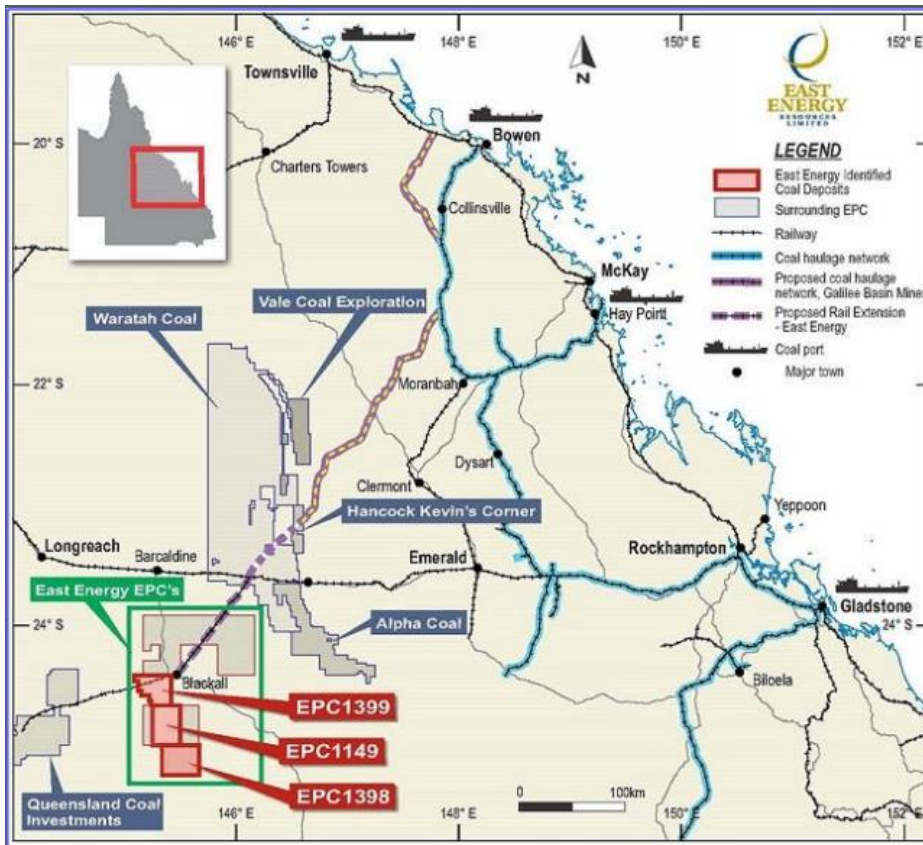 146° E
148° E
150° E
152° E
Townsville
N
EAST
ENERGY
RESOURCES
LIMITED
20° S
Charters Towers
Bowen
Collinsville
LEGEND
East Energy Identified
Coal Deposits
Surrounding EPC
Railway
Coal haulage network
Proposed coal haulage
network, Galilee Basin Mines
Proposed Rail Extension
- East Energy
Coal port
Major town
McKay
Hay Pointt
Vale Coal Exploration
Waratah Coal
22° S
Moranbah
Dysart
Clermont
Hancock Kevin's Corner
Yeppoon
Longreach
Barcaldine
Emerald
Rockhampton
East Energy EPC's
Gladstone
24° S
24° S
Alpha Coal
Blackall
Biloela
EPC1399
EPC1149
EPC1398
Queensland Coal
Investments
0
100km
146° E
148° E
150° E
152° E